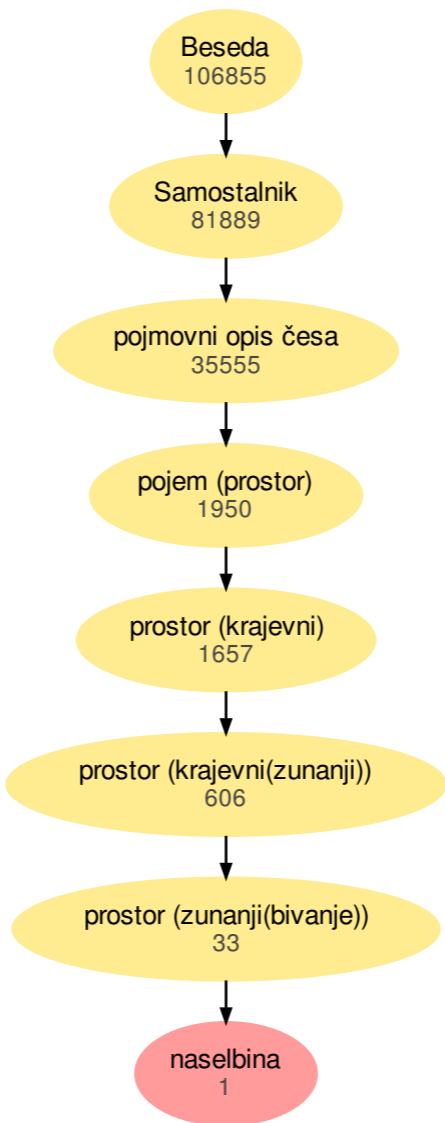 Beseda
106855
Samostalnik
81889
pojmovni opis česa
35555
pojem (prostor)
1950
prostor (krajevni)
1657
prostor (krajevni(zunanji))
606
prostor (zunanji(bivanje))
33
naselbina
1